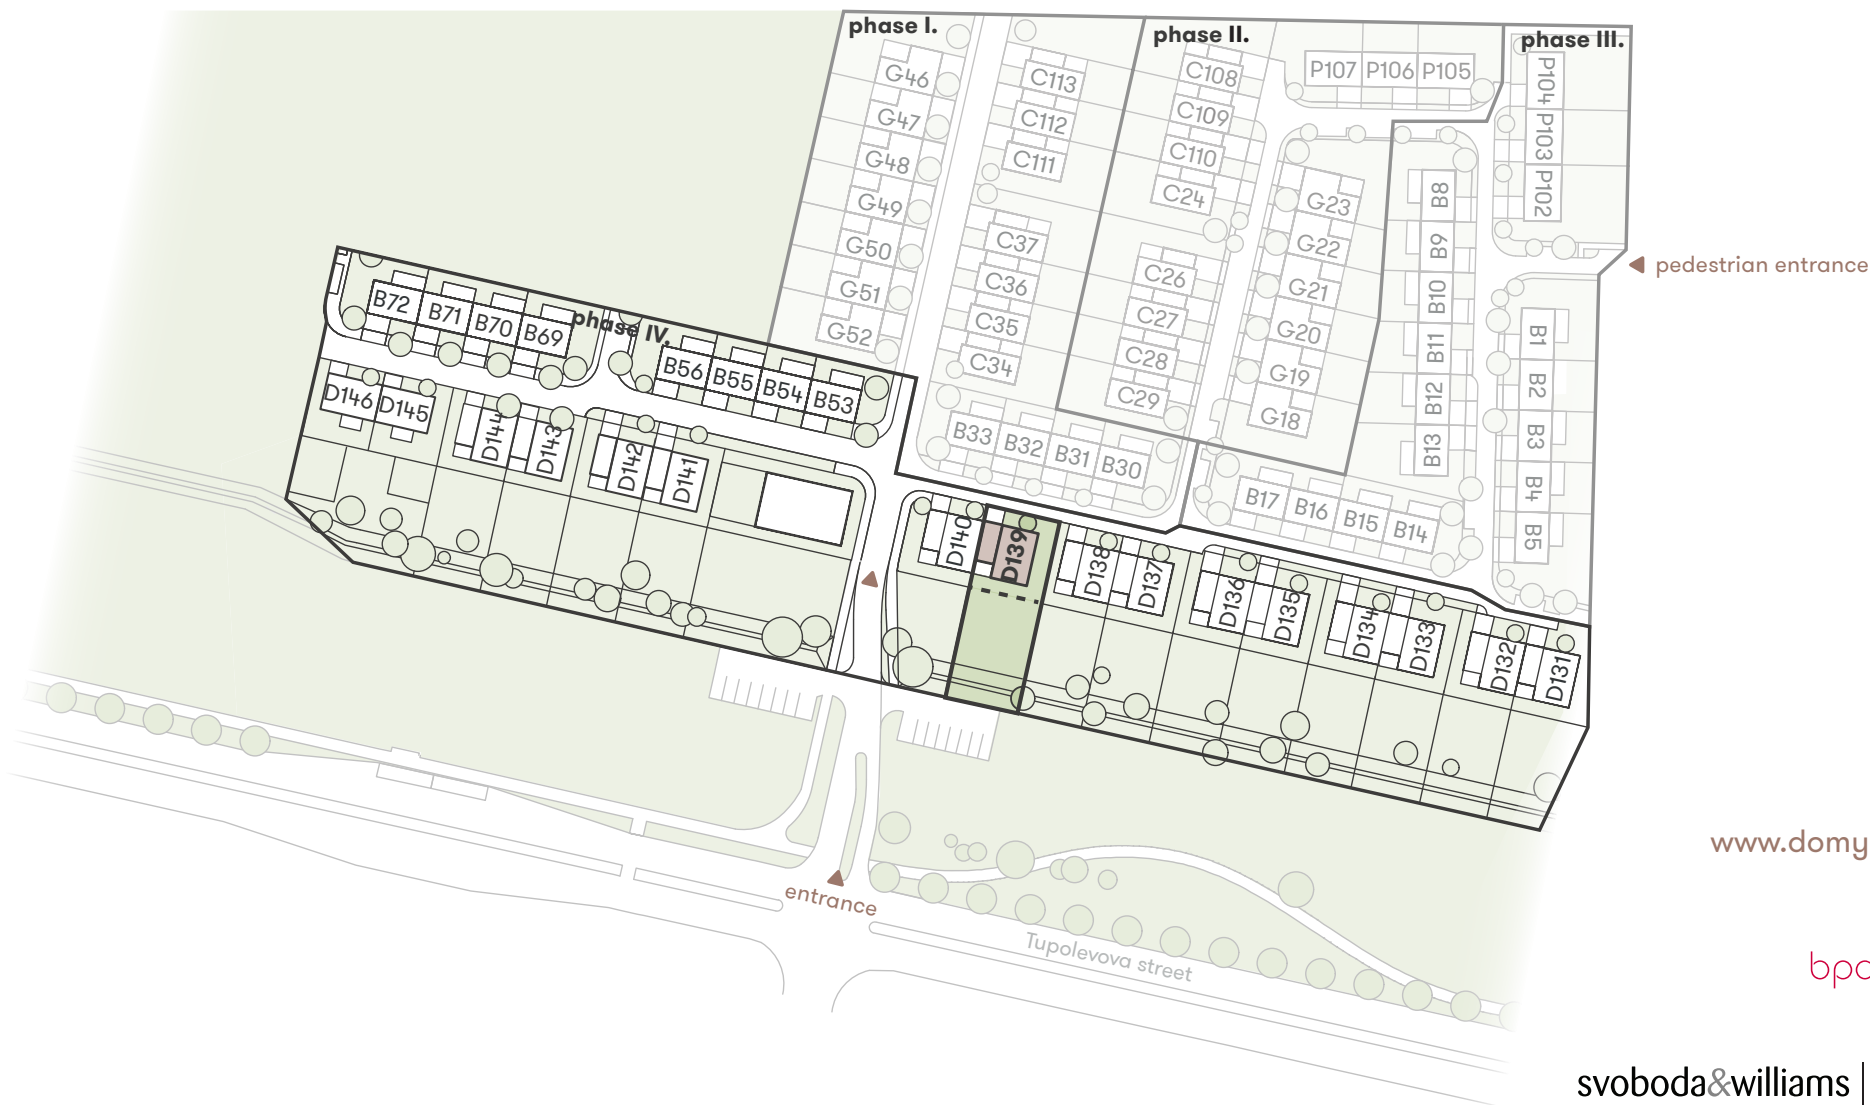 phase I.
phase II.
phase III.
G46
G47
G48
G49
G50
G51
G52
C113
C112
C111
C37
C36
C35
C34
B33
B32
B31
B30
C108
C109
C110
C24
C26
C27
C28
C29
P107
P106
P105
G23
G22
G21
G20
G19
G18
B17
B16
B15
B14
P104
P103
P102
B8
B9
B10
B11
B12
B13
B1
B2
B3
B4
B5
pedestrian entrance
B72
B71
B70
B69
phase IV.
B56
B55
B54
B53
D146
D145
D144
D143
D142
D141
D140
D139
D138
D137
D136
D135
D134
D133
D132
D131
entrance
Tupolevova street
www.domy
bpd
svoboda&williams